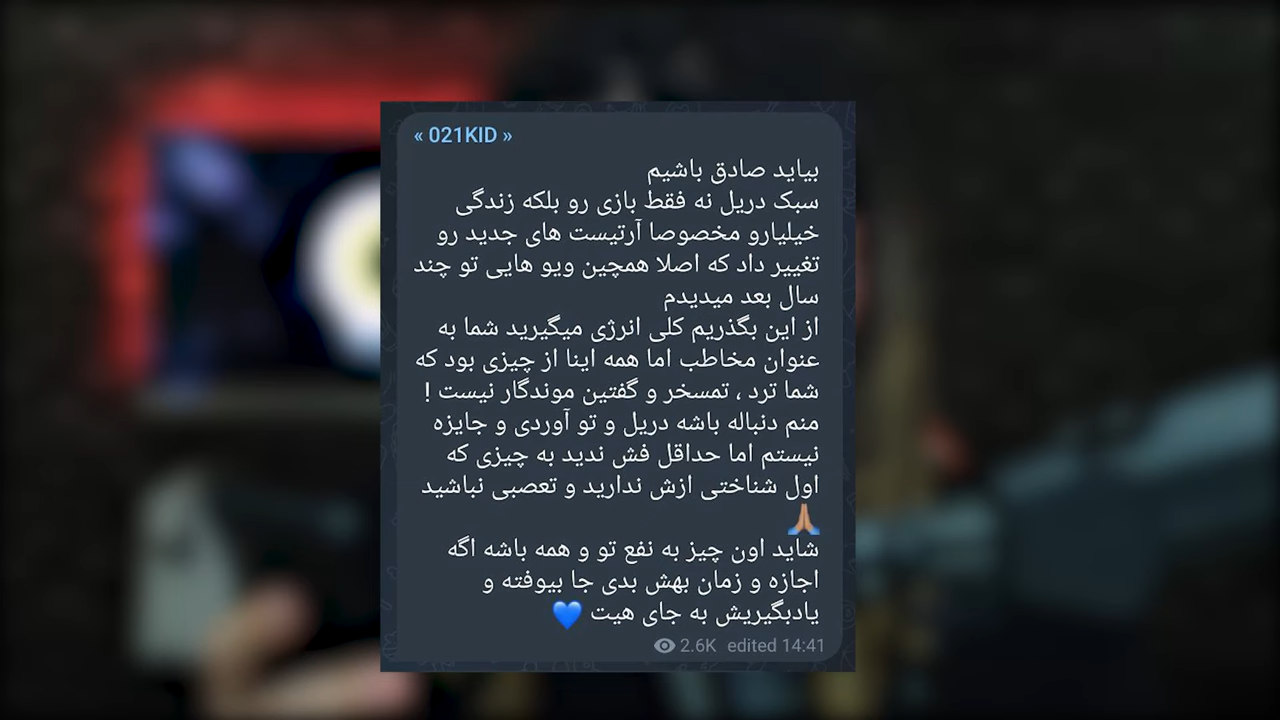 « 021KID »
بیاید صادق باشیم
سبک دریل نه فقط بازی رو بلکه زندگی
خیلیارو مخصوصا آرتیست های جدید رو
تغییر داد که اصلا همچین ویو هایی تو چند
سال بعد میدیدم
از این بگذریم کلی انرژی میگیرید شما به
عنوان مخاطب اما همه اینا از چیزی بود که
شما ترد ، تمسخر و گفتین موندگار نیست !
منم دنباله باشه دریل و تو آوردی و جایزه
نیستم اما حداقل فش ندید به چیزی که
اول شناختی ازش ندارید و تعصبی نباشید
🙏🏽
شاید اون چیز به نفع تو و همه باشه اگه
اجازه و زمان بهش بدی جا بیوفته و
یادبگیریش به جای هیت 💙
2.6K edited 14:41